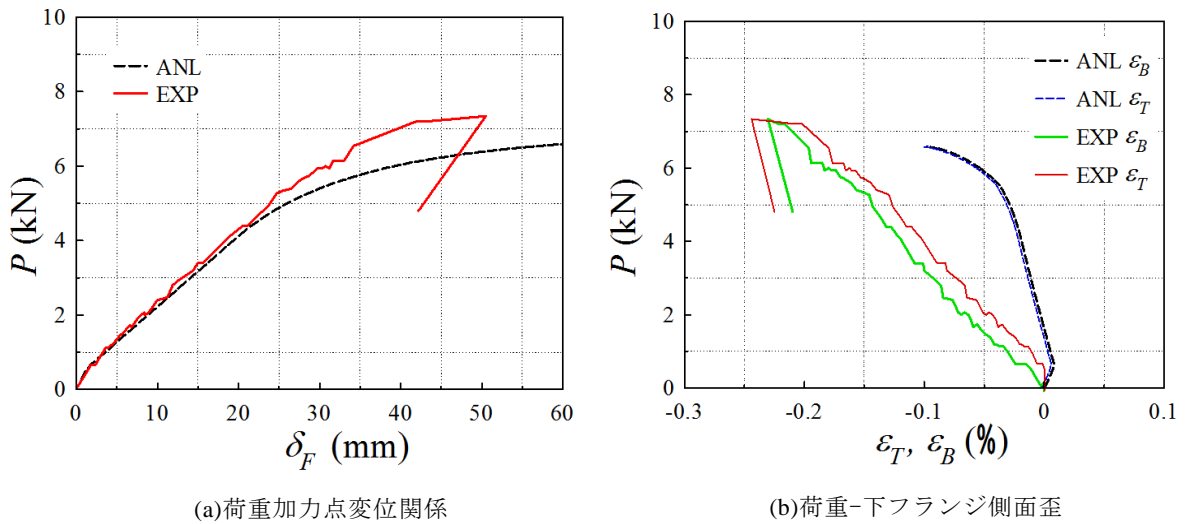 10
8
6
4
2
0
P (kN)
ANL
EXP
0 10 20 30 40 50 60
δF (mm)
(a)荷重加力点変位関係
10
8
6
4
2
0
P (kN)
ANL εB
ANL εT
EXP εB
EXP εT
-0.3 -0.2 -0.1 0 0.1
εT, εB (%)
(b)荷重-下フランジ側面歪